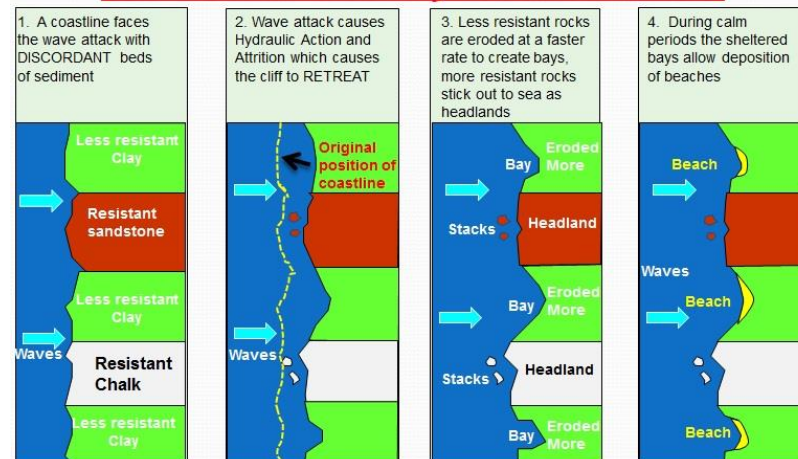 1. A coastline faces
the wave attack with
DISCORDANT beds
of sediment
Less resistant
Clay
Resistant
sandstone
Less resistant
Clay
Waves
Resistant
Chalk
Less resistant
Clay
2. Wave attack causes
Hydraulic Action and
Attrition which causes
the cliff to RETREAT
Original
position of
coastline
Waves
3. Less resistant rocks
are eroded at a faster
rate to create bays,
more resistant rocks
stick out to sea as
headlands
Bay
Eroded
More
Stacks
Headland
Bay
Eroded
More
Stacks
Headland
Bay
Eroded
More
4. During calm
periods the sheltered
bays allow deposition
of beaches
Beach
Waves
Beach
Beach